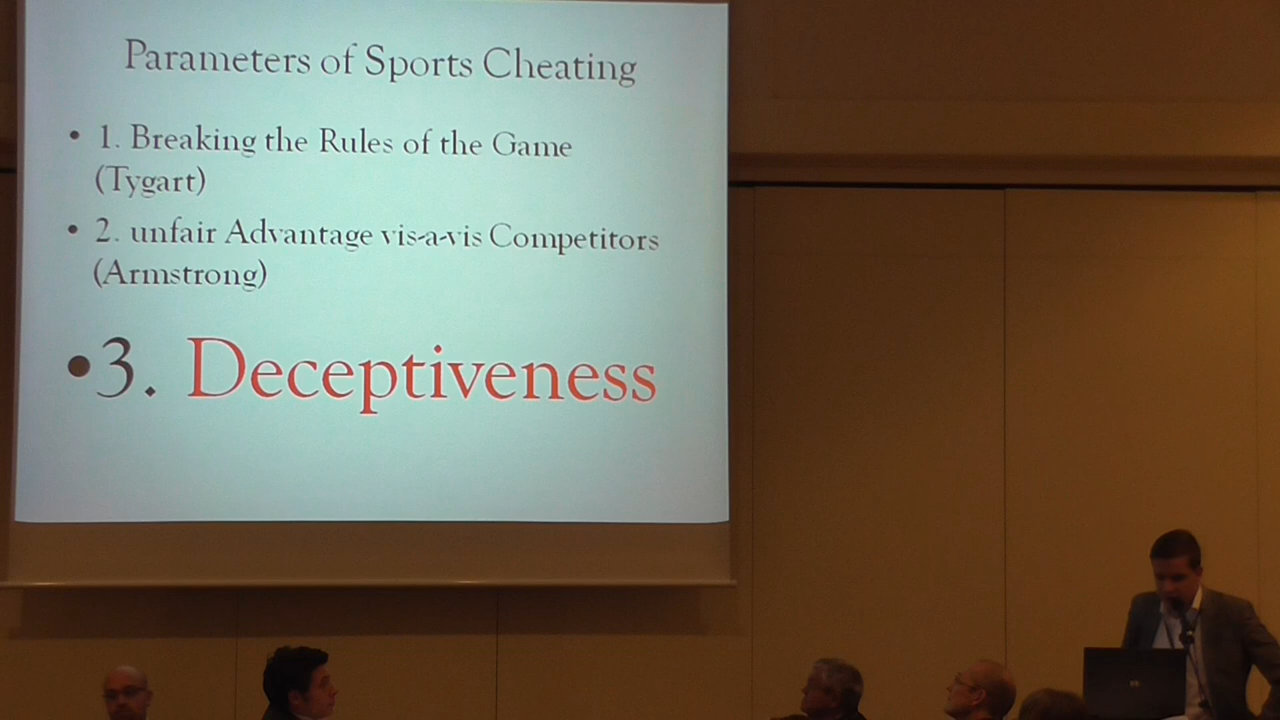 Parameters of Sports Cheating
• 1. Breaking the Rules of the Game
(Tygart)
• 2. unfair Advantage vis-a-vis Competitors
(Armstrong)
•3. Deceptiveness